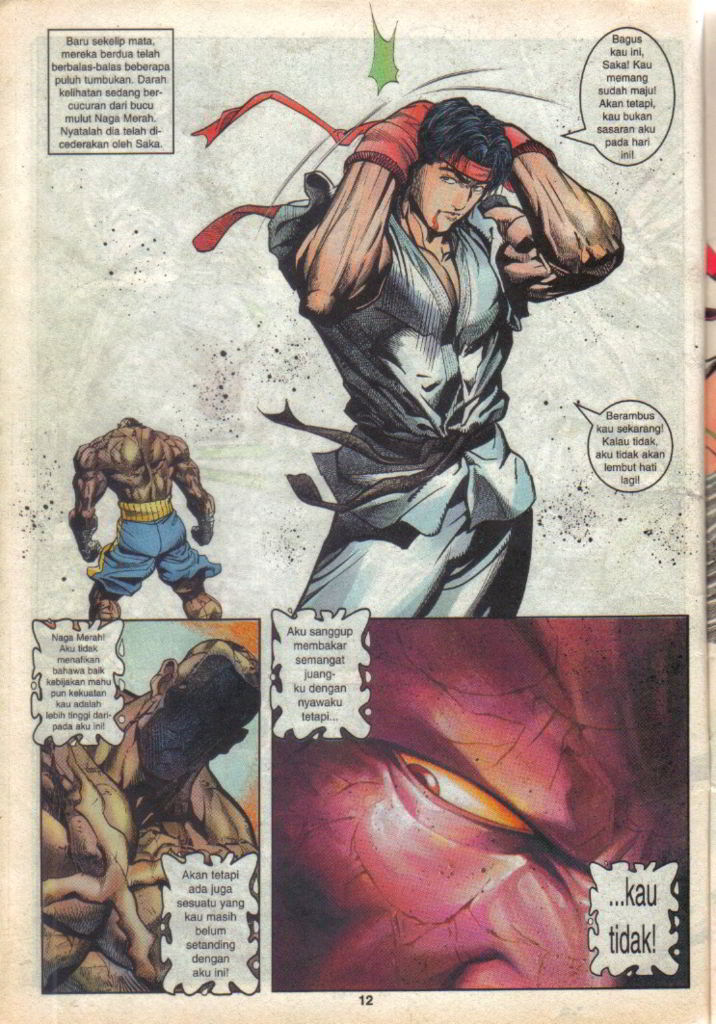 Baru sekelip mata,
mereka berdua telah
berbalas-balas beberapa
puluh tumbukan. Darah
kelihatan sedang ber-
cucuran dari bucu
mulut Naga Merah.
Nyatalah dia telah di-
cederakan oleh Saka.
Bagus
kau ini,
Saka! Kau
memang
sudah maju!
Akan tetapi,
kau bukan
sasaran aku
pada hari
ini!
Berambus
kau sekarang!
Kalau tidak,
aku tidak akan
lembut hati
lagi!
Naga Merah!
Aku tidak
menafikan
bahawa baik
kebijakan mahu
pun kekuatan
kau adalah
lebih tinggi dari-
pada aku ini!
Akan tetapi
ada juga
sesuatu yang
kau masih
belum
setanding
dengan
aku ini!
Aku sanggup
membakar
semangat
juang-
ku dengan
nyawaku
tetapi...
...kau
tidak!
12